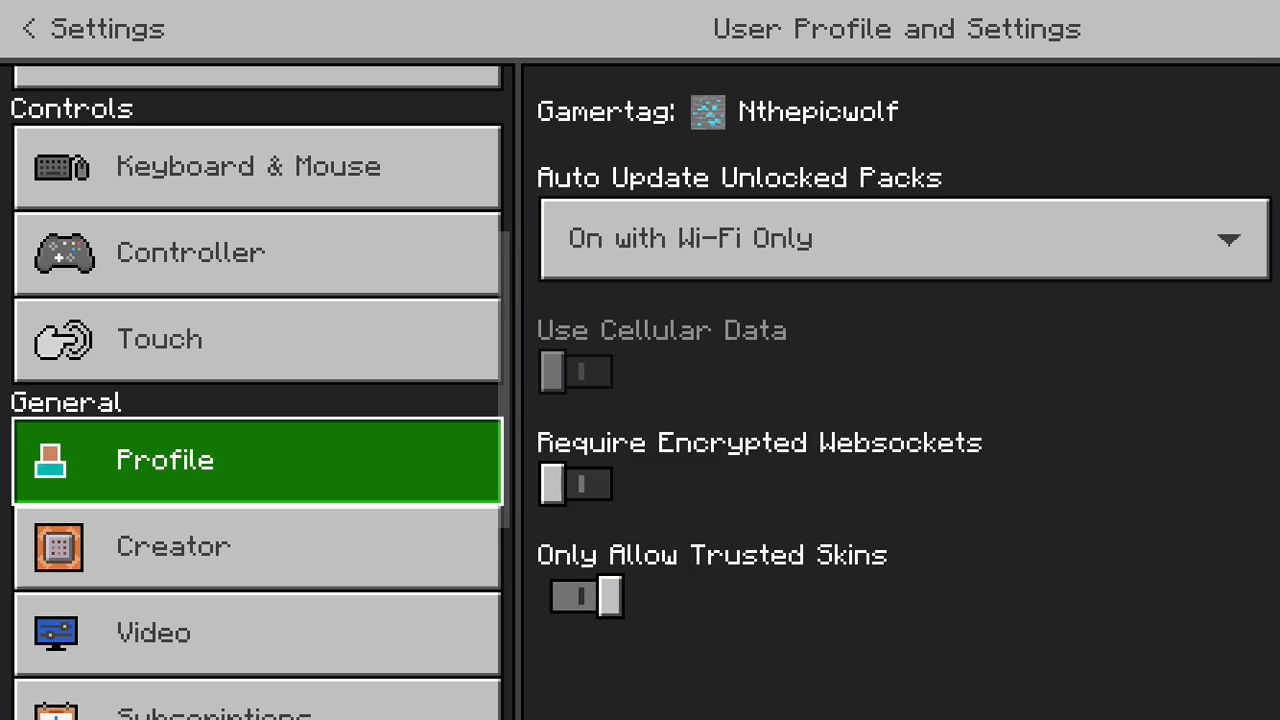 Settings
User Profile and Settings
Controls
Keyboard & Mouse
Controller
Touch
General
Profile
Creator
Video
Subscriptions
Gamertag: Nthepicwolf
Auto Update Unlocked Packs
On with Wi-Fi Only
Use Cellular Data
Require Encrypted Websockets
Only Allow Trusted Skins